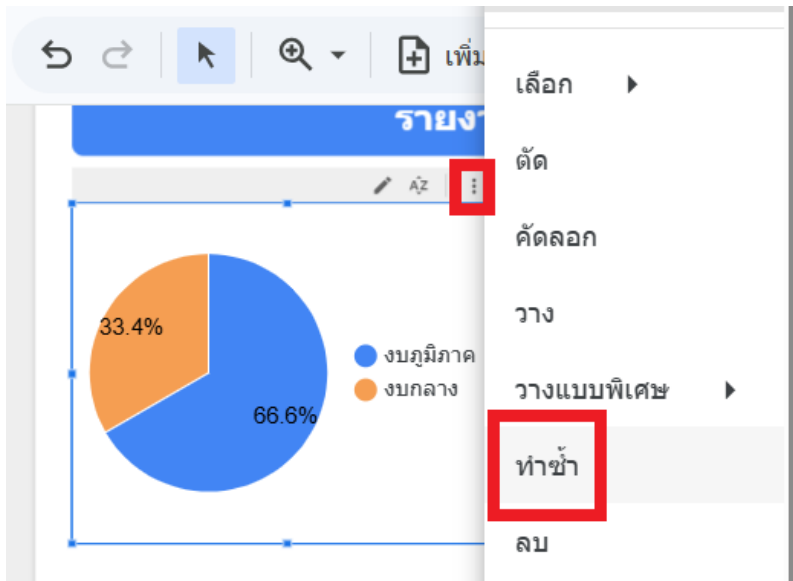 เพิ่ม
รายงา
เลือก
ตัด
AZ
คัดลอก
วาง
33.4%
งบภูมิภาค
งบกลาง
วางแบบพิเศษ
66.6%
ทำซ้ำ
ลบ